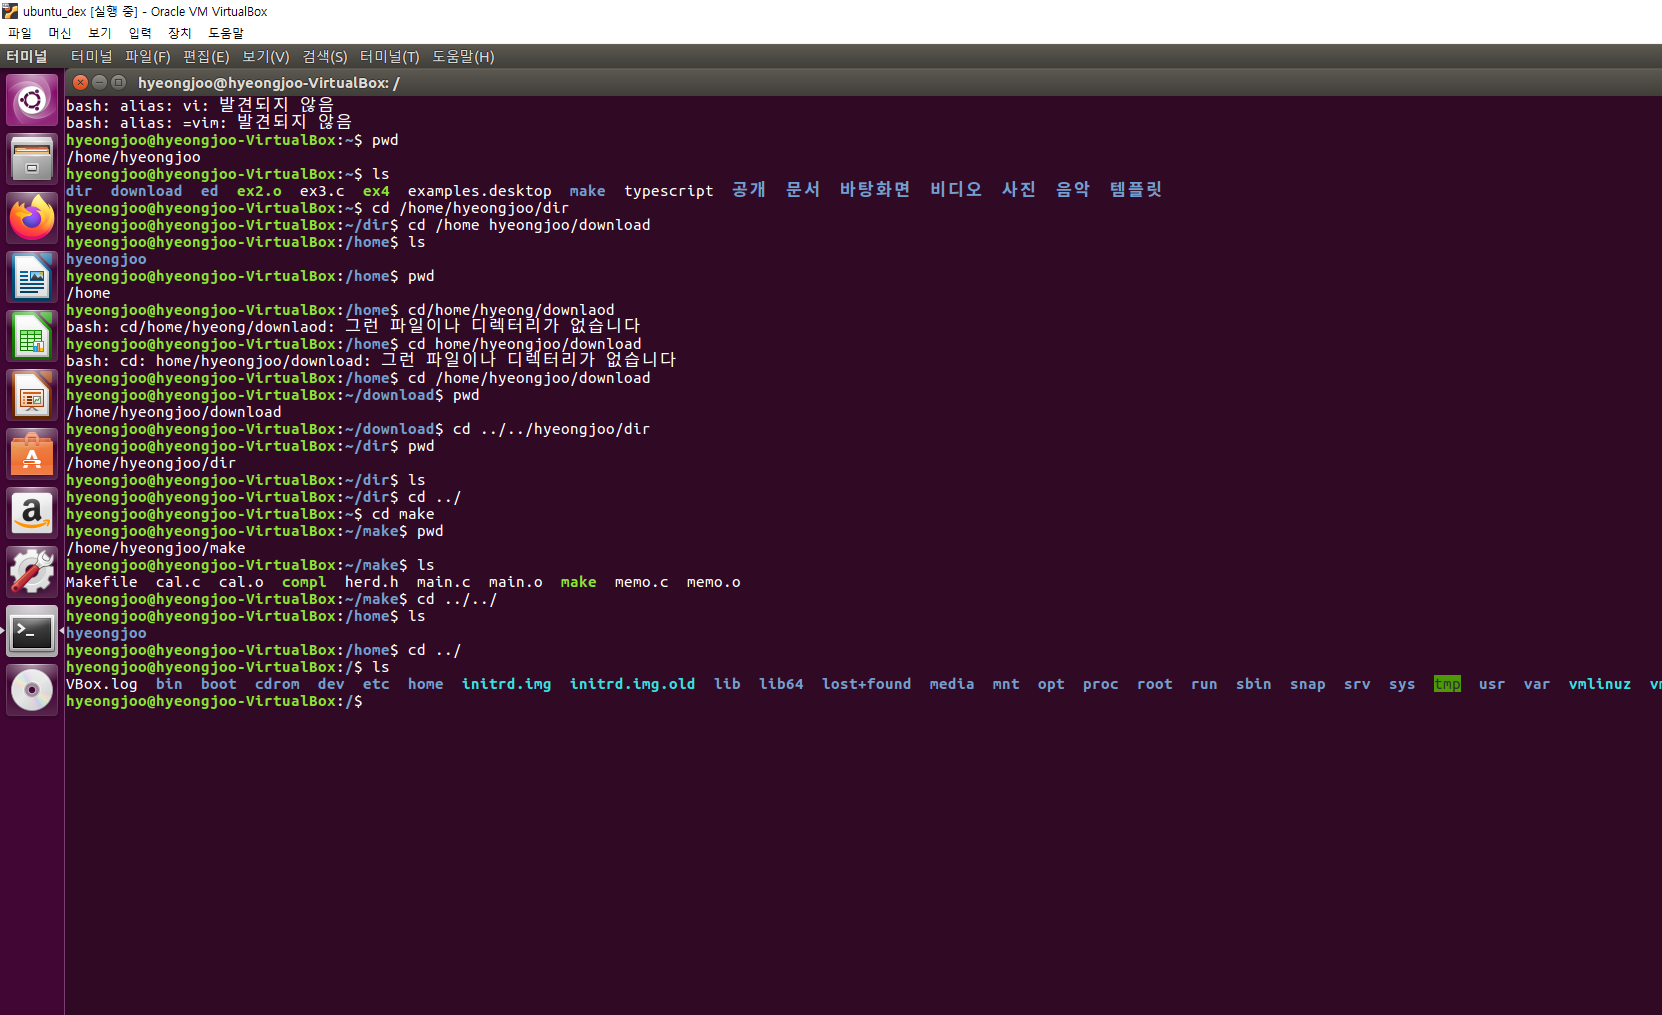 ubuntu_dex [실행 중] - Oracle VM VirtualBox
파일 머신 보기 입력 장치 도움말
터미널 터미널 파일(F) 편집(E) 보기(V) 검색(S) 터미널(T) 도움말(H)
hyeongjoo@hyeongjoo-VirtualBox: /
bash: alias: vi: 발견되지 않음
bash: alias: =vim: 발견되지 않음
hyeongjoo@hyeongjoo-VirtualBox:~$ pwd
/home/hyeongjoo
hyeongjoo@hyeongjoo-VirtualBox:~$ ls
dir download ed ex2.o ex3.c ex4 examples.desktop make typescript 공개 문서 바탕화면 비디오 사진 음악 템플릿
hyeongjoo@hyeongjoo-VirtualBox:~$ cd /home/hyeongjoo/dir
hyeongjoo@hyeongjoo-VirtualBox:~/dir$ cd /home hyeongjoo/download
hyeongjoo@hyeongjoo-VirtualBox:/home$ ls
hyeongjoo
hyeongjoo@hyeongjoo-VirtualBox:/home$ pwd
/home
hyeongjoo@hyeongjoo-VirtualBox:/home$ cd/home/hyeong/downlaod
bash: cd/home/hyeong/downlaod: 그런 파일이나 디렉터리가 없습니다
hyeongjoo@hyeongjoo-VirtualBox:/home$ cd home/hyeongjoo/download
bash: cd: home/hyeongjoo/download: 그런 파일이나 디렉터리가 없습니다
hyeongjoo@hyeongjoo-VirtualBox:/home$ cd /home/hyeongjoo/download
hyeongjoo@hyeongjoo-VirtualBox:~/download$ pwd
/home/hyeongjoo/download
hyeongjoo@hyeongjoo-VirtualBox:~/download$ cd ../../hyeongjoo/dir
hyeongjoo@hyeongjoo-VirtualBox:~/dir$ pwd
/home/hyeongjoo/dir
hyeongjoo@hyeongjoo-VirtualBox:~/dir$ ls
hyeongjoo@hyeongjoo-VirtualBox:~/dir$ cd ../
hyeongjoo@hyeongjoo-VirtualBox:~$ cd make
hyeongjoo@hyeongjoo-VirtualBox:~/make$ pwd
/home/hyeongjoo/make
hyeongjoo@hyeongjoo-VirtualBox:~/make$ ls
Makefile cal.c cal.o compl herd.h main.c main.o make memo.c memo.o
hyeongjoo@hyeongjoo-VirtualBox:~/make$ cd ../../
hyeongjoo@hyeongjoo-VirtualBox:/home$ ls
hyeongjoo
hyeongjoo@hyeongjoo-VirtualBox:/home$ cd ../
hyeongjoo@hyeongjoo-VirtualBox:/$ ls
VBox.log bin boot cdrom dev etc home initrd.img initrd.img.old lib lib64 lost+found media mnt opt proc root run sbin snap srv sys tmp usr var vmlinuz
hyeongjoo@hyeongjoo-VirtualBox:/$